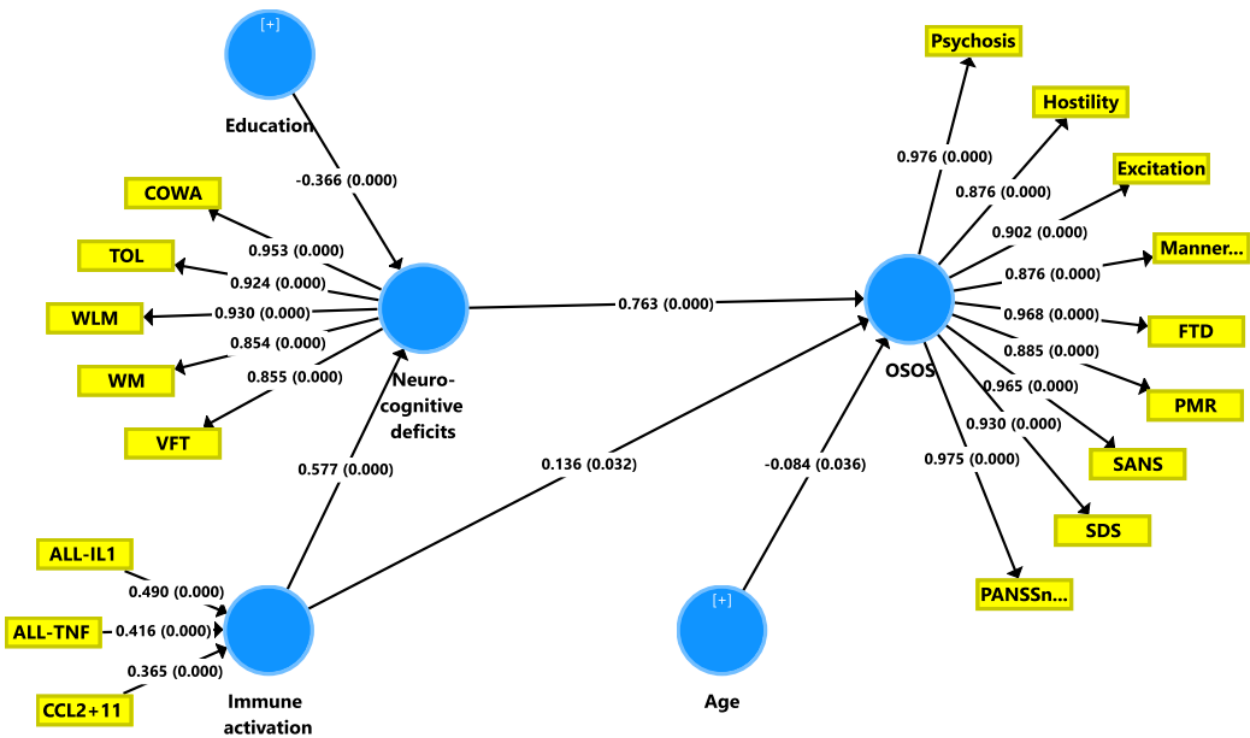 [+]
Education
-0.366 (0.000)
COWA
TOL
WLM
WM
VFT
0.953 (0.000)
0.924 (0.000)
0.930 (0.000)
0.854 (0.000)
0.855 (0.000)
Neuro-
cognitive
deficits
0.577 (0.000)
0.763 (0.000)
0.136 (0.032)
ALL-IL1
ALL-TNF
CCL2+11
0.490 (0.000)
0.416 (0.000)
0.365 (0.000)
Immune
activation
[+]
Age
-0.084 (0.036)
OSOS
0.976 (0.000)
0.876 (0.000)
0.902 (0.000)
0.876 (0.000)
0.968 (0.000)
0.885 (0.000)
0.965 (0.000)
0.930 (0.000)
0.975 (0.000)
Psychosis
Hostility
Excitation
Manner...
FTD
PMR
SANS
SDS
PANSSn...